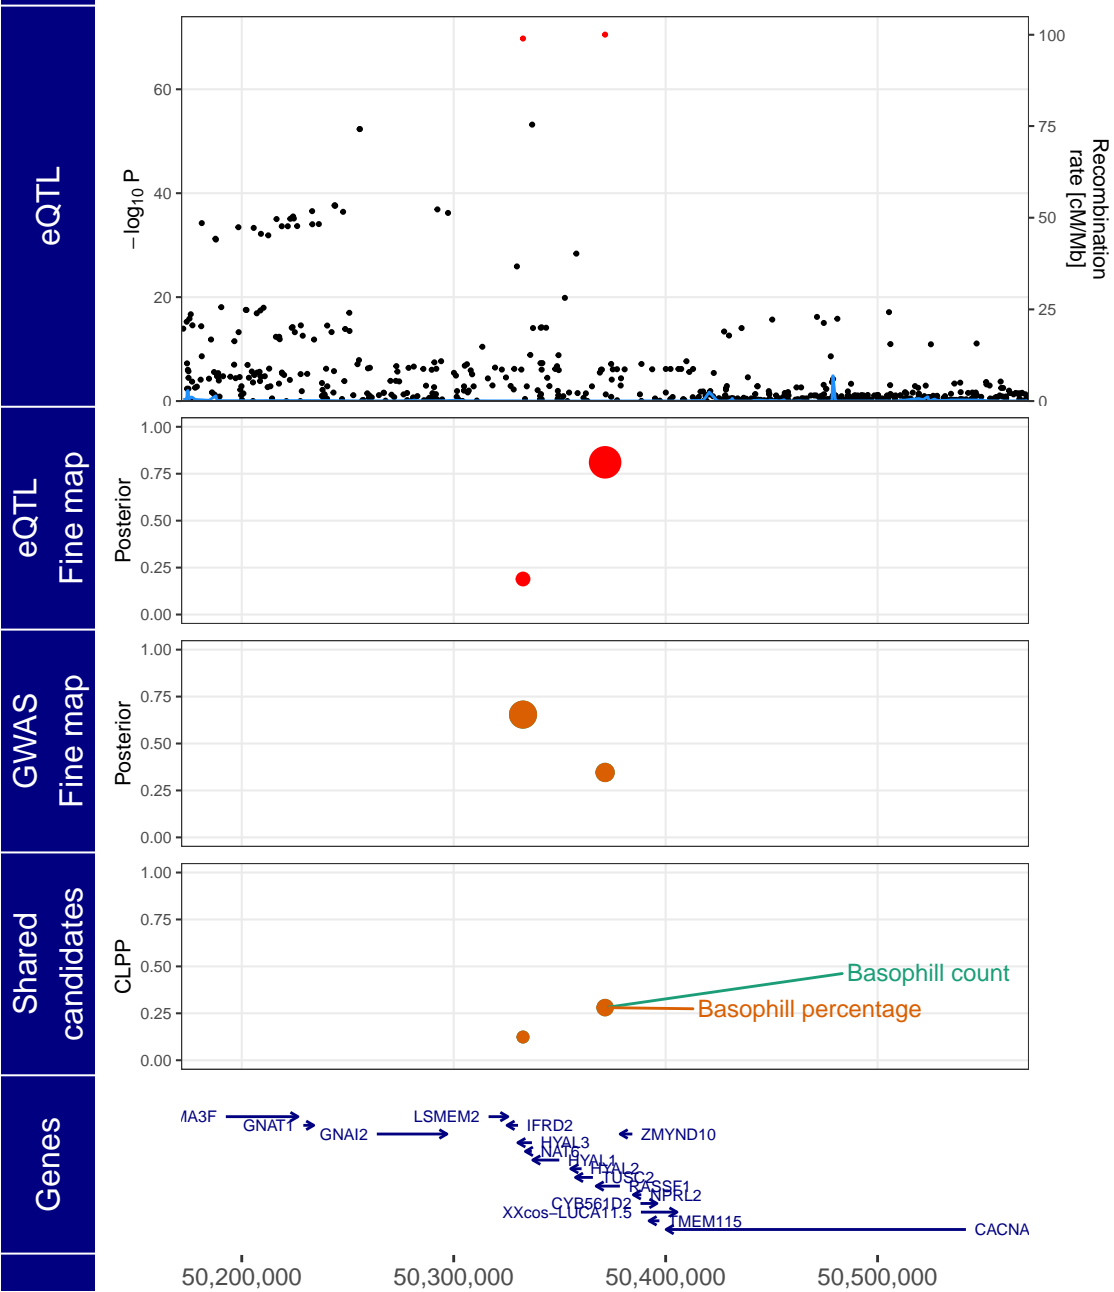 eQTL
−log10 P
0
20
40
60
0
25
50
75
100
Recombination
rate [cM/Mb]
eQTL
Fine map
Posterior
1.00
0.75
0.50
0.25
0.00
GWAS
Fine map
Posterior
1.00
0.75
0.50
0.25
0.00
Shared
candidates
CLPP
1.00
0.75
0.50
0.25
0.00
Basophill count
Basophill percentage
Genes
MA3F
LSMEM2
GNAT1
IFRD2
GNAI2
ZMYND10
HYAL3
NAT6
HYAL1
HYAL2
TUSC2
RASSF1
NPRL2
CYB561D2
XXcos−LUCA11.5
TMEM115
CACNA
50,200,000
50,300,000
50,400,000
50,500,000